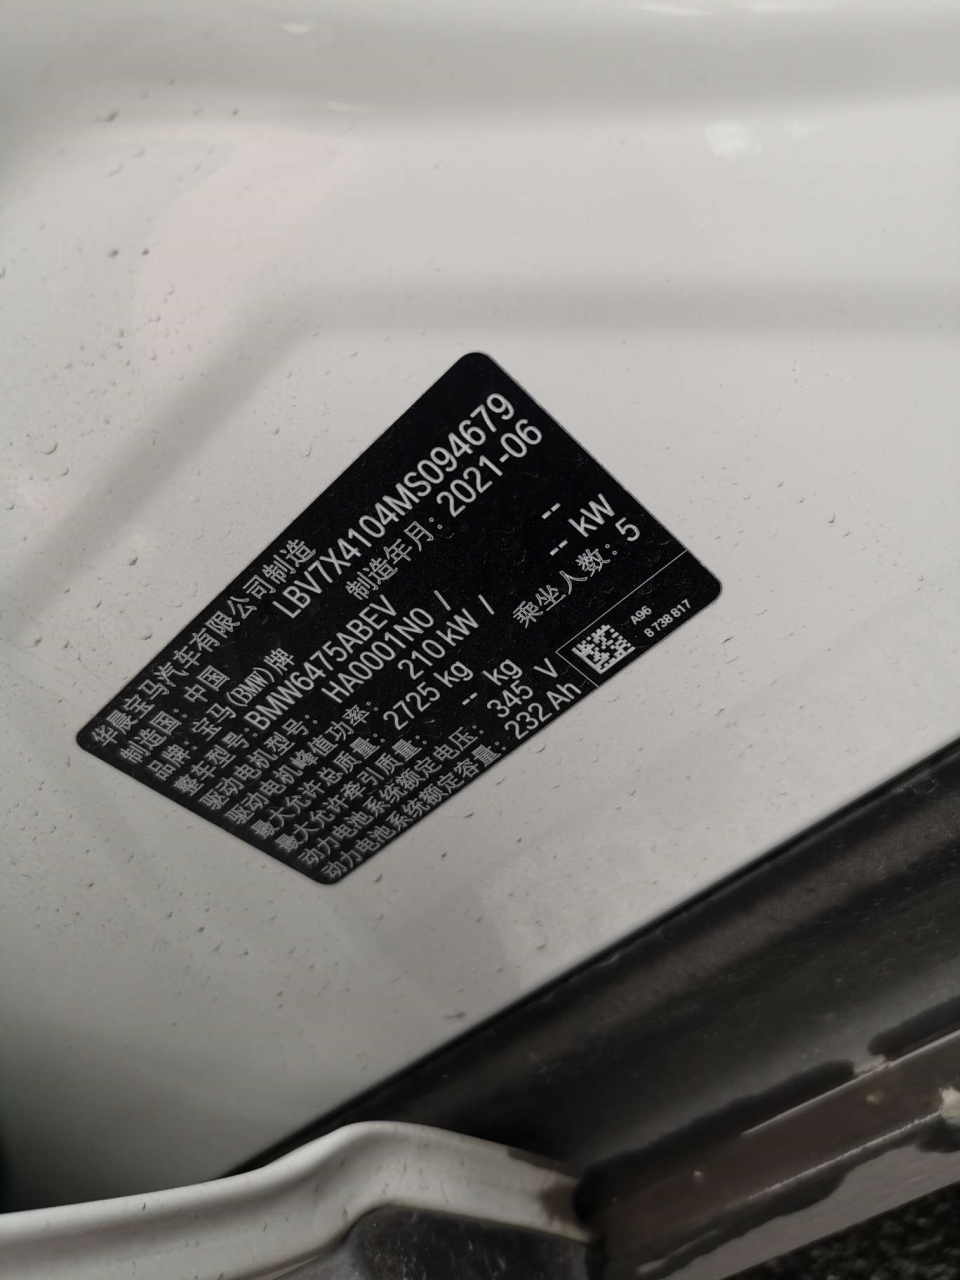 华晨宝马汽车有限公司制造
制造国：中国 LBV7X4104MS094679
品牌：宝马(BMW)牌 制造年月：2021-06
整车型号：BMW6475ABEV
驱动电机型号：HA0001N0 / --
驱动电机峰值功率：210kW / -- kW
最大允许总质量：2725 kg 乘坐人数：5
最大允许牵引质量：-- kg
动力电池系统额定电压：345 V
动力电池系统额定容量：232 Ah
A96
8 738 817